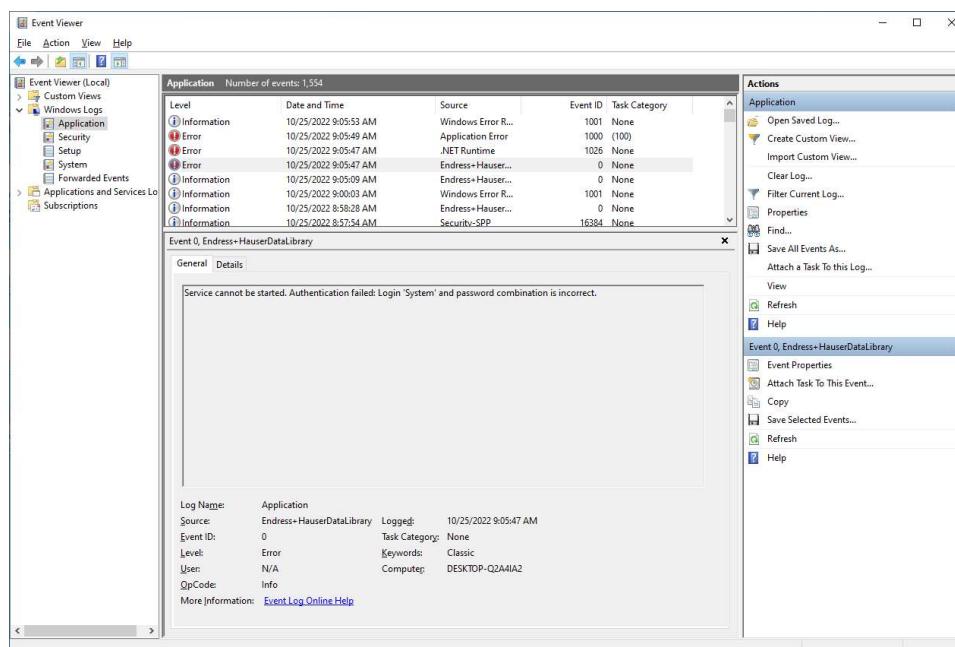 Event Viewer
File Action View Help
Event Viewer (Local)
Custom Views
Windows Logs
Application
Security
Setup
System
Forwarded Events
Applications and Services Lo
Subscriptions
Application Number of events: 1,554
Level Date and Time Source Event ID Task Category
Information 10/25/2022 9:05:53 AM Windows Error R... 1001 None
Error 10/25/2022 9:05:49 AM Application Error 1000 (100)
Error 10/25/2022 9:05:47 AM .NET Runtime 1026 None
Error 10/25/2022 9:05:47 AM Endress+Hauser... 0 None
Information 10/25/2022 9:05:09 AM Endress+Hauser... 0 None
Information 10/25/2022 9:00:03 AM Windows Error R... 1001 None
Information 10/25/2022 8:58:28 AM Endress+Hauser... 0 None
Information 10/25/2022 8:57:54 AM Security-SPP 16384 None
Event 0, Endress+HauserDataLibrary
General Details
Service cannot be started. Authentication failed: Login 'System' and password combination is incorrect.
Log Name: Application
Source: Endress+HauserDataLibrary Logged: 10/25/2022 9:05:47 AM
Event ID: 0 Task Category: None
Level: Error Keywords: Classic
User: N/A Computer: DESKTOP-Q2A4IA2
OpCode: Info
More Information: Event Log Online Help
Actions
Application
Open Saved Log...
Create Custom View...
Import Custom View...
Clear Log...
Filter Current Log...
Properties
Find...
Save All Events As...
Attach a Task To this Log...
View
Refresh
Help
Event 0, Endress+HauserDataLibrary
Event Properties
Attach Task To This Event...
Copy
Save Selected Events...
Refresh
Help